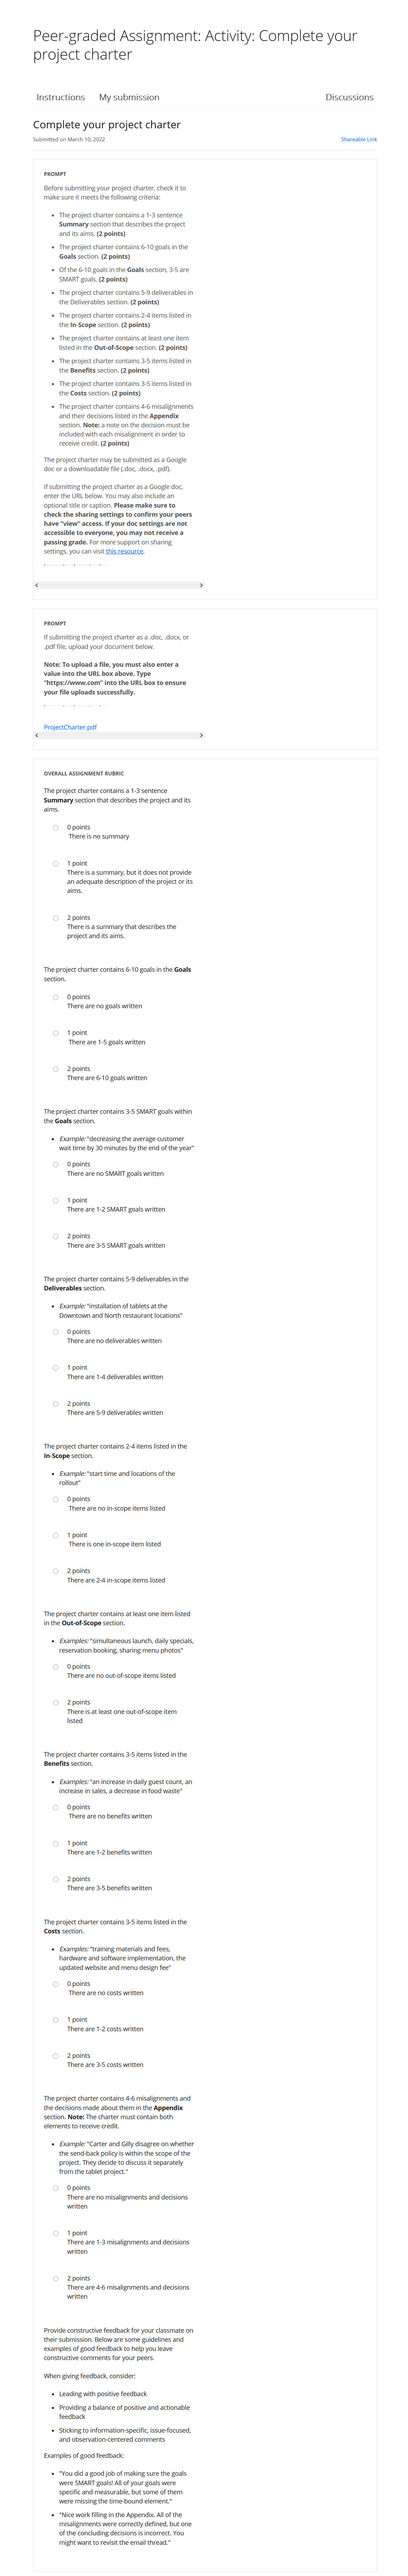 Peer-graded Assignment: Activity: Complete your
project charter
Instructions My submission Discussions
Complete your project charter
Submitted on March 10, 2022 Shareable Link
PROMPT
Before submitting your project charter, check it to
make sure it meets the following criteria:
• The project charter contains a 1-3 sentence
Summary section that describes the project
and its aims. (2 points)
• The project charter contains 6-10 goals in the
Goals section. (2 points)
• Of the 6-10 goals in the Goals section, 3-5 are
SMART goals. (2 points)
• The project charter contains 5-9 deliverables in
the Deliverables section. (2 points)
• The project charter contains 2-4 items listed in
the In-Scope section. (2 points)
• The project charter contains at least one item
listed in the Out-of-Scope section. (2 points)
• The project charter contains 3-5 items listed in
the Benefits section. (2 points)
• The project charter contains 3-5 items listed in
the Costs section. (2 points)
• The project charter contains 4-6 misalignments
and their decisions listed in the Appendix
section. Note: a note on the decision must be
included with each misalignment in order to
receive credit. (2 points)
The project charter may be submitted as a Google
doc or a downloadable file (.doc, .docx, .pdf).
If submitting the project charter as a Google doc,
enter the URL below. You may also include an
optional title or caption. Please make sure to
check the sharing settings to confirm your peers
have "view" access. If your doc settings are not
accessible to everyone, you may not receive a
passing grade. For more support on sharing
settings, you can visit this resource.
PROMPT
If submitting the project charter as a .doc, .docx, or
.pdf file, upload your document below.
Note: To upload a file, you must also enter a
value into the URL box above. Type
"https://www.com" into the URL box to ensure
your file uploads successfully.
ProjectCharter.pdf
OVERALL ASSIGNMENT RUBRIC
The project charter contains a 1-3 sentence
Summary section that describes the project and its
aims.
0 points
There is no summary
1 point
There is a summary, but it does not provide
an adequate description of the project or its
aims.
2 points
There is a summary that describes the
project and its aims.
The project charter contains 6-10 goals in the Goals
section.
0 points
There are no goals written
1 point
There are 1-5 goals written
2 points
There are 6-10 goals written
The project charter contains 3-5 SMART goals within
the Goals section.
• Example: "decreasing the average customer
wait time by 30 minutes by the end of the year"
0 points
There are no SMART goals written
1 point
There are 1-2 SMART goals written
2 points
There are 3-5 SMART goals written
The project charter contains 5-9 deliverables in the
Deliverables section.
• Example: "installation of tablets at the
Downtown and North restaurant locations"
0 points
There are no deliverables written
1 point
There are 1-4 deliverables written
2 points
There are 5-9 deliverables written
The project charter contains 2-4 items listed in the
In-Scope section.
• Example: "start time and locations of the
rollout"
0 points
There are no in-scope items listed
1 point
There is one in-scope item listed
2 points
There are 2-4 in-scope items listed
The project charter contains at least one item listed
in the Out-of-Scope section.
• Examples: "simultaneous launch, daily specials,
reservation booking, sharing menu photos"
0 points
There are no out-of-scope items listed
2 points
There is at least one out-of-scope item
listed
The project charter contains 3-5 items listed in the
Benefits section.
• Examples: "an increase in daily guest count, an
increase in sales, a decrease in food waste"
0 points
There are no benefits written
1 point
There are 1-2 benefits written
2 points
There are 3-5 benefits written
The project charter contains 3-5 items listed in the
Costs section.
• Examples: "training materials and fees,
hardware and software implementation, the
updated website and menu design fee"
0 points
There are no costs written
1 point
There are 1-2 costs written
2 points
There are 3-5 costs written
The project charter contains 4-6 misalignments and
the decisions made about them in the Appendix
section. Note: The charter must contain both
elements to receive credit.
• Example: "Carter and Gilly disagree on whether
the send-back policy is within the scope of the
project. They decide to discuss it separately
from the tablet project."
0 points
There are no misalignments and decisions
written
1 point
There are 1-3 misalignments and decisions
written
2 points
There are 4-6 misalignments and decisions
written
Provide constructive feedback for your classmate on
their submission. Below are some guidelines and
examples of good feedback to help you leave
constructive comments for your peers.
When giving feedback, consider:
• Leading with positive feedback
• Providing a balance of positive and actionable
feedback
• Sticking to information-specific, issue-focused,
and observation-centered comments
Examples of good feedback:
• "You did a good job of making sure the goals
were SMART goals! All of your goals were
specific and measurable, but some of them
were missing the time-bound element."
• "Nice work filling in the Appendix. All of the
misalignments were correctly defined, but one
of the concluding decisions is incorrect. You
might want to revisit the email thread."